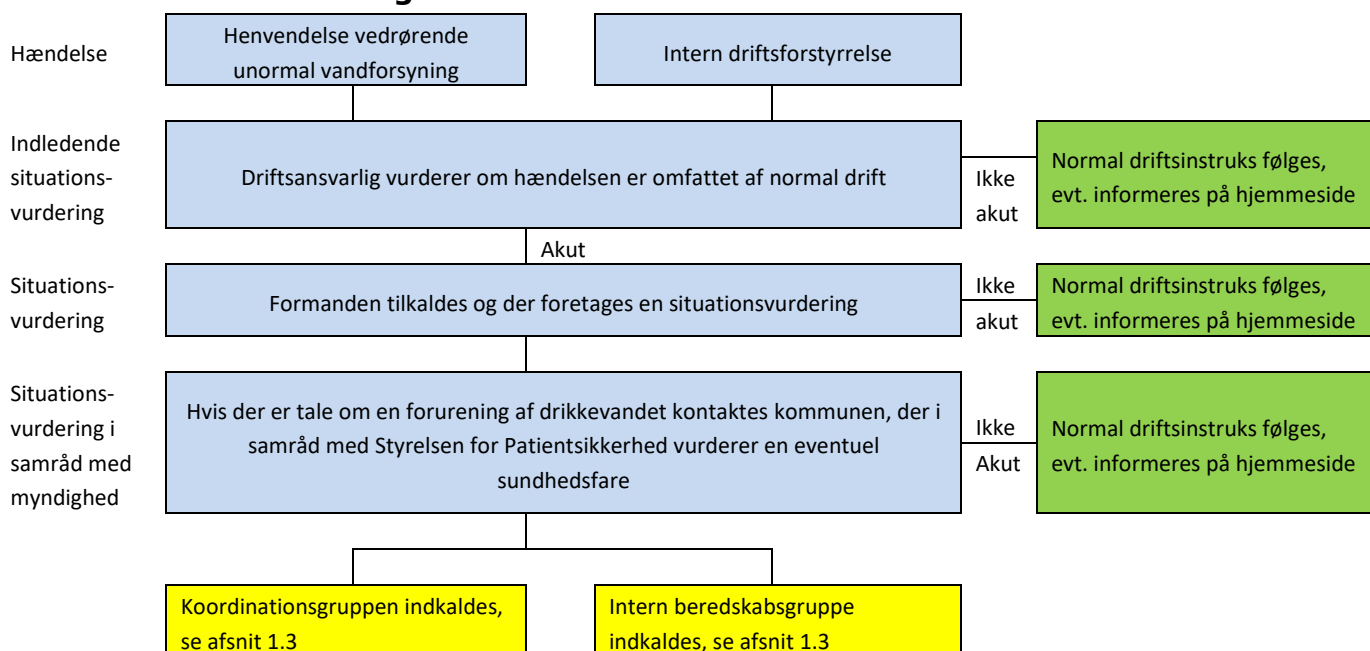 Hændelse
Henvendelse vedrørende
unormal vandforsyning
Intern driftsforstyrrelse
Indledende
situations-
vurdering
Driftsansvarlig vurderer om hændelsen er omfattet af normal drift
Ikke
akut
Normal driftsinstruks følges,
evt. informeres på hjemmeside
Akut
Situations-
vurdering
Formanden tilkaldes og der foretages en situationsvurdering
Ikke
akut
Normal driftsinstruks følges,
evt. informeres på hjemmeside
Situations-
vurdering i
samråd med
myndighed
Hvis der er tale om en forurening af drikkevandet kontaktes kommunen, der i
samråd med Styrelsen for Patientsikkerhed vurderer en eventuel
sundhedsfare
Ikke
Akut
Normal driftsinstruks følges,
evt. informeres på hjemmeside
Koordinationsgruppen indkaldes,
se afsnit 1.3
Intern beredskabsgruppe
indkaldes, se afsnit 1.3